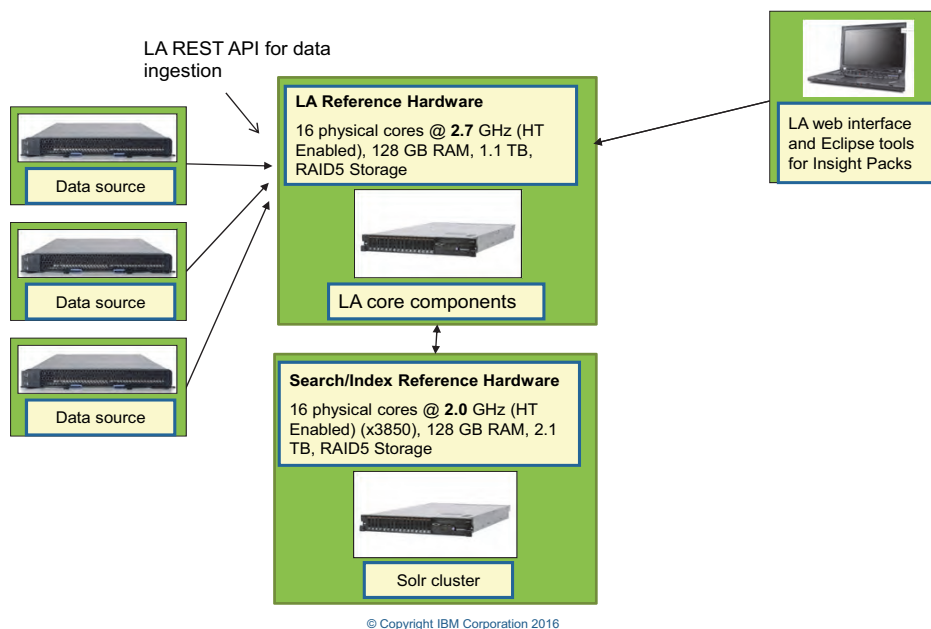 LA REST API for data
ingestion
LA Reference Hardware
16 physical cores @ 2.7 GHz (HT
Enabled), 128 GB RAM, 1.1 TB,
RAID5 Storage
LA core components
Data source
Data source
Data source
LA web interface
and Eclipse tools
for Insight Packs
Search/Index Reference Hardware
16 physical cores @ 2.0 GHz (HT
Enabled) (x3850), 128 GB RAM, 2.1
TB, RAID5 Storage
Solr cluster
© Copyright IBM Corporation 2016